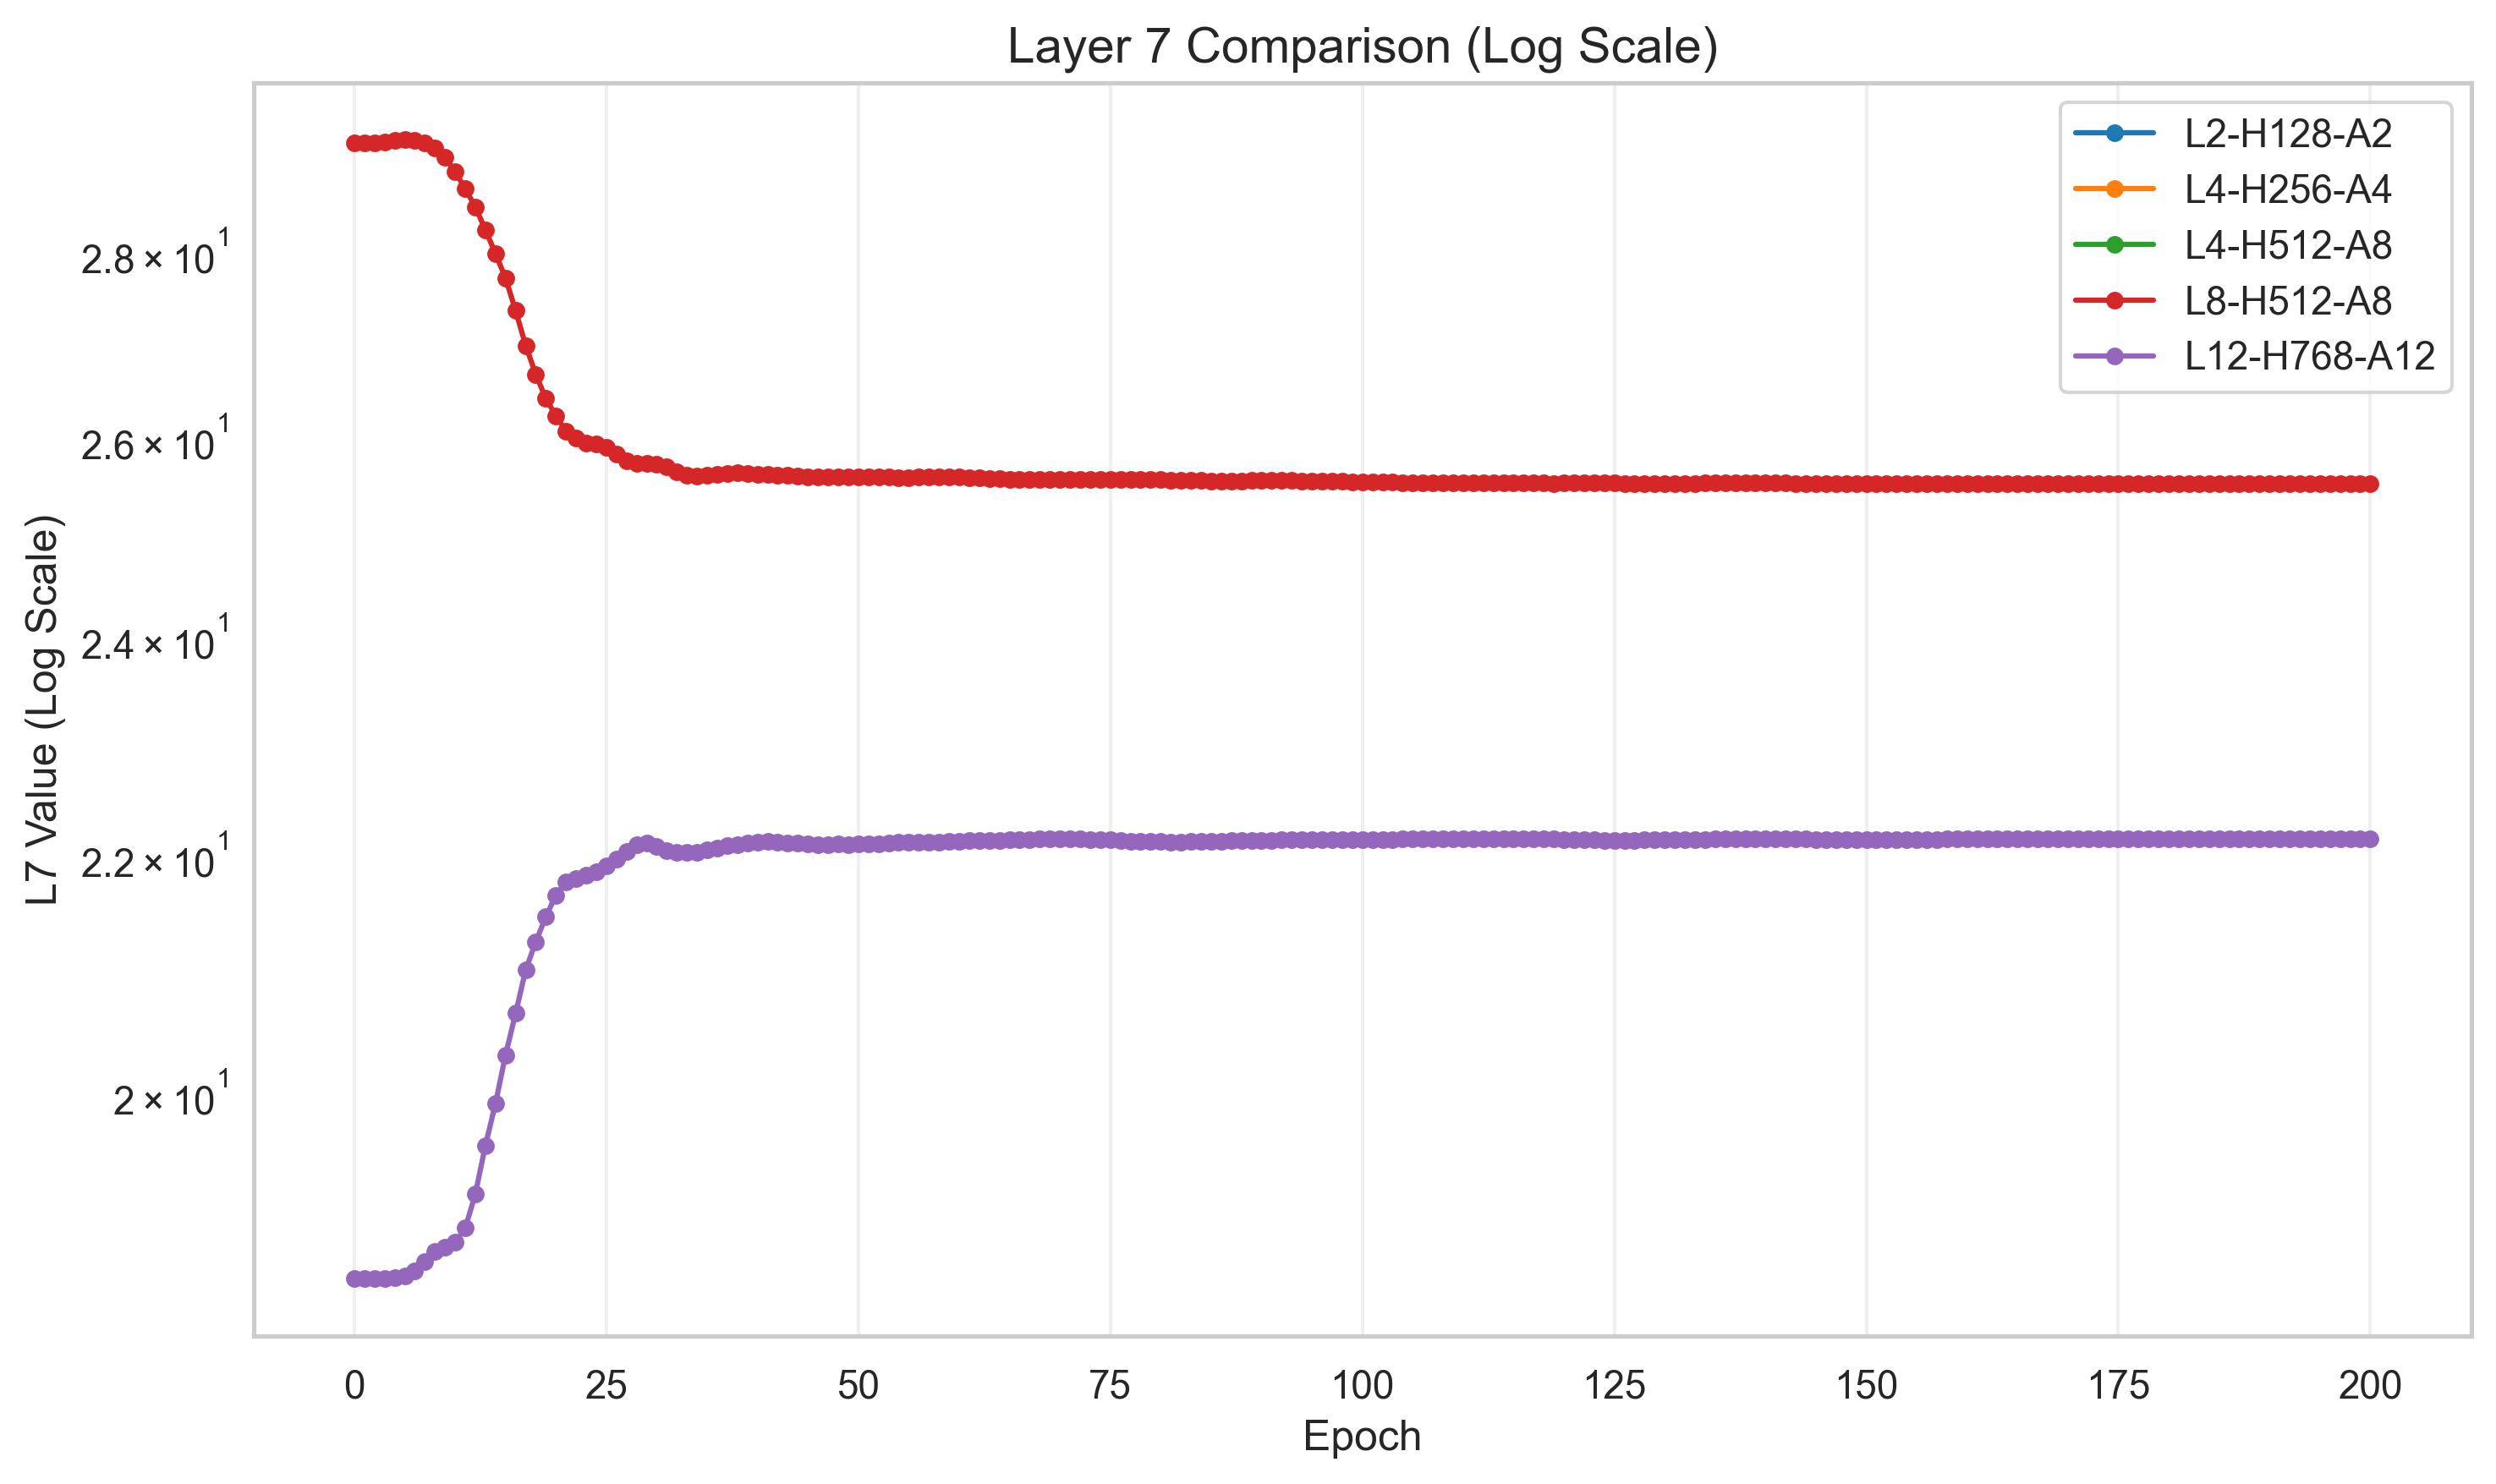 Layer 7 Comparison (Log Scale)
L2-H128-A2
L4-H256-A4
L4-H512-A8
L8-H512-A8
L12-H768-A12
2.8 × 10¹
2.6 × 10¹
2.4 × 10¹
2.2 × 10¹
2 × 10¹
L7 Value (Log Scale)
0 25 50 75 100 125 150 175 200
Epoch